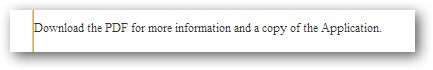 Download the PDF for more information and a copy of the Application.